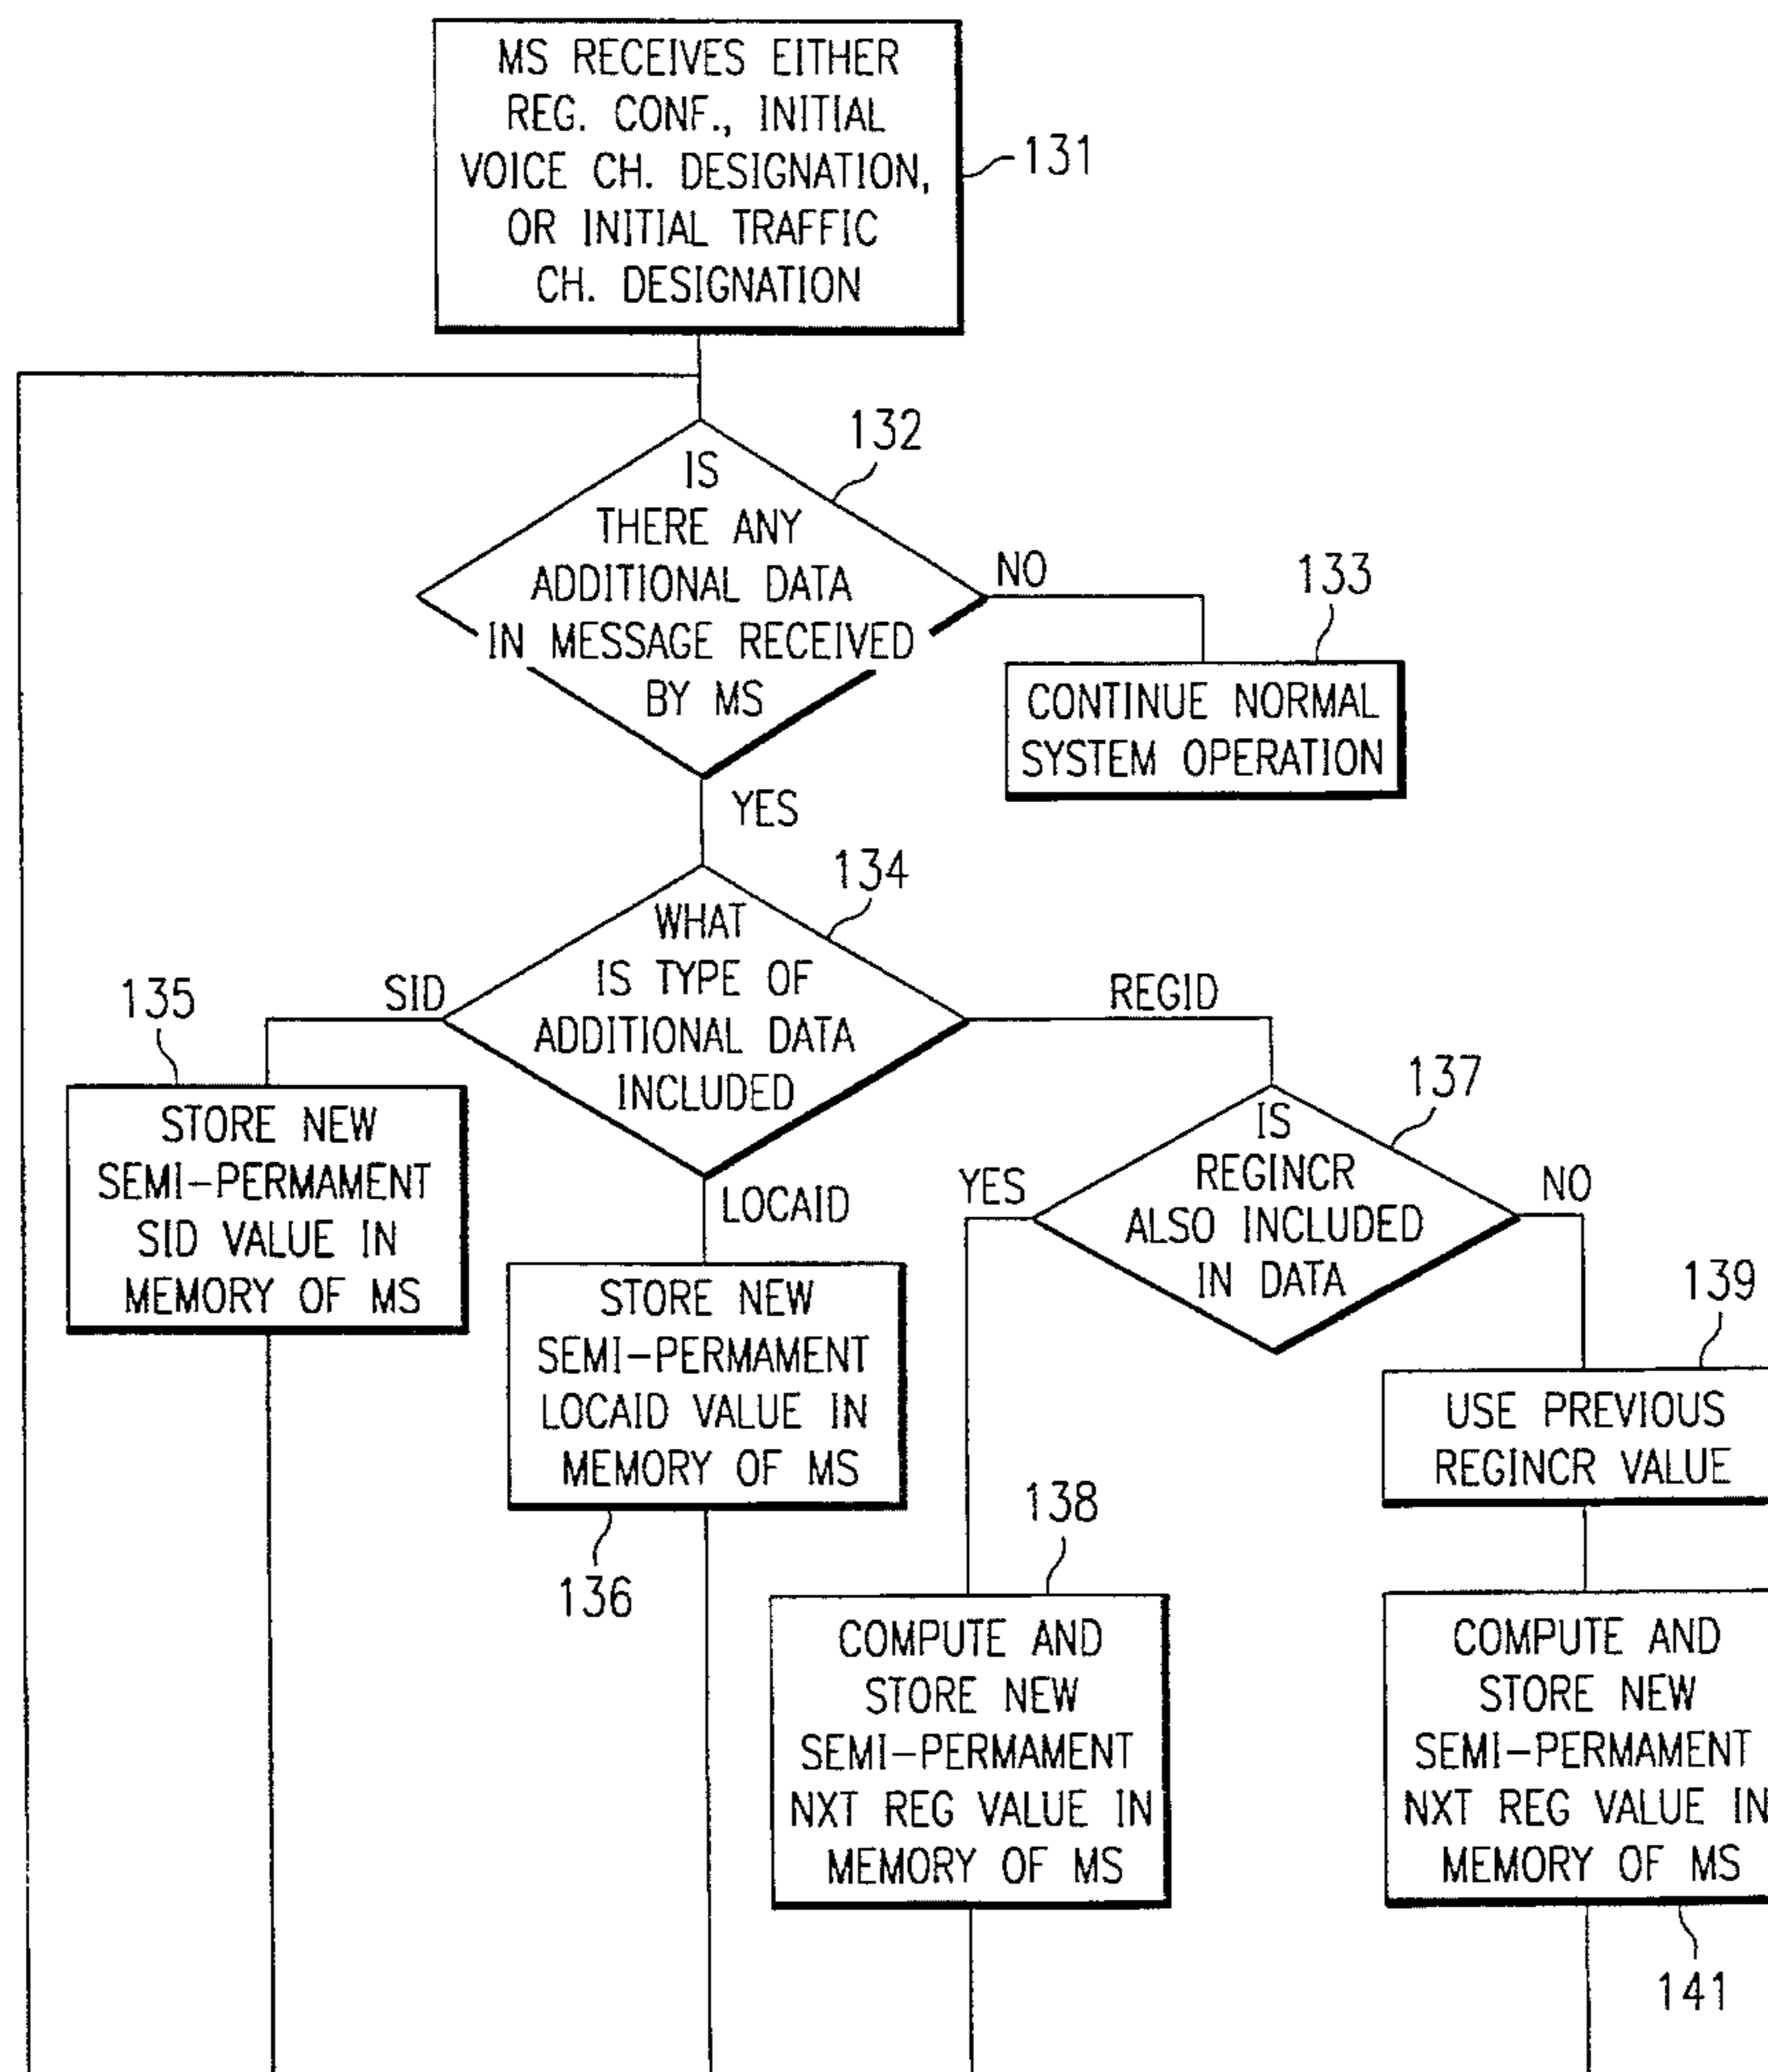 MS RECEIVES EITHER
REG. CONF., INITIAL
VOICE CH. DESIGNATION,
OR INITIAL TRAFFIC
CH. DESIGNATION
131
132
IS
THERE ANY
ADDITIONAL DATA
IN MESSAGE RECEIVED
BY MS
NO
133
CONTINUE NORMAL
SYSTEM OPERATION
YES
134
WHAT
IS TYPE OF
ADDITIONAL DATA
INCLUDED
SID
135
STORE NEW
SEMI-PERMAMENT
SID VALUE IN
MEMORY OF MS
LOCAID
STORE NEW
SEMI-PERMAMENT
LOCAID VALUE IN
MEMORY OF MS
136
REGID
137
IS
REGINCR
ALSO INCLUDED
IN DATA
YES
138
COMPUTE AND
STORE NEW
SEMI-PERMAMENT
NXT REG VALUE IN
MEMORY OF MS
NO
139
USE PREVIOUS
REGINCR VALUE
COMPUTE AND
STORE NEW
SEMI-PERMAMENT
NXT REG VALUE IN
MEMORY OF MS
141